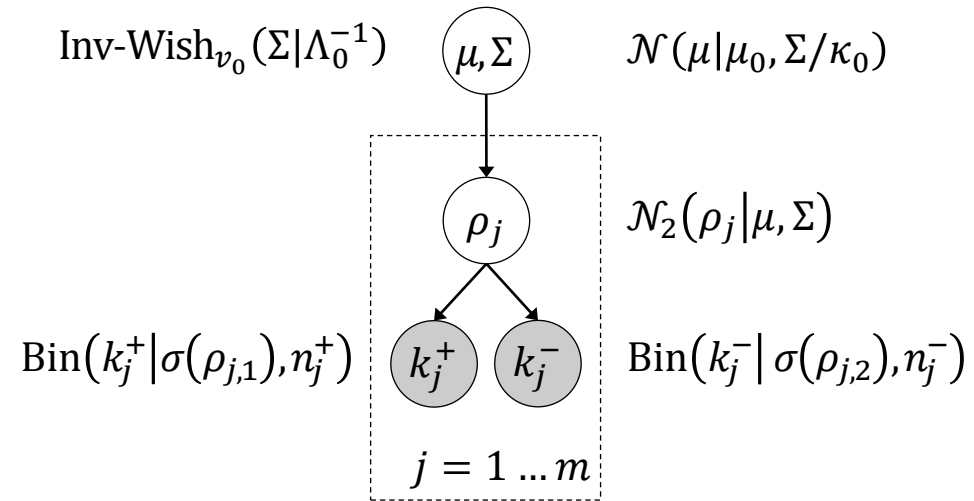 Inv-Wish_{v_0}(Σ|Λ_0^{-1}) μ, Σ 𝒩(μ|μ_0, Σ/κ_0)
ρ_j 𝒩_2(ρ_j|μ, Σ)
Bin(k_j^+|σ(ρ_{j,1}),n_j^+) k_j^+ k_j^- Bin(k_j^-| σ(ρ_{j,2}),n_j^-)
j = 1 … m